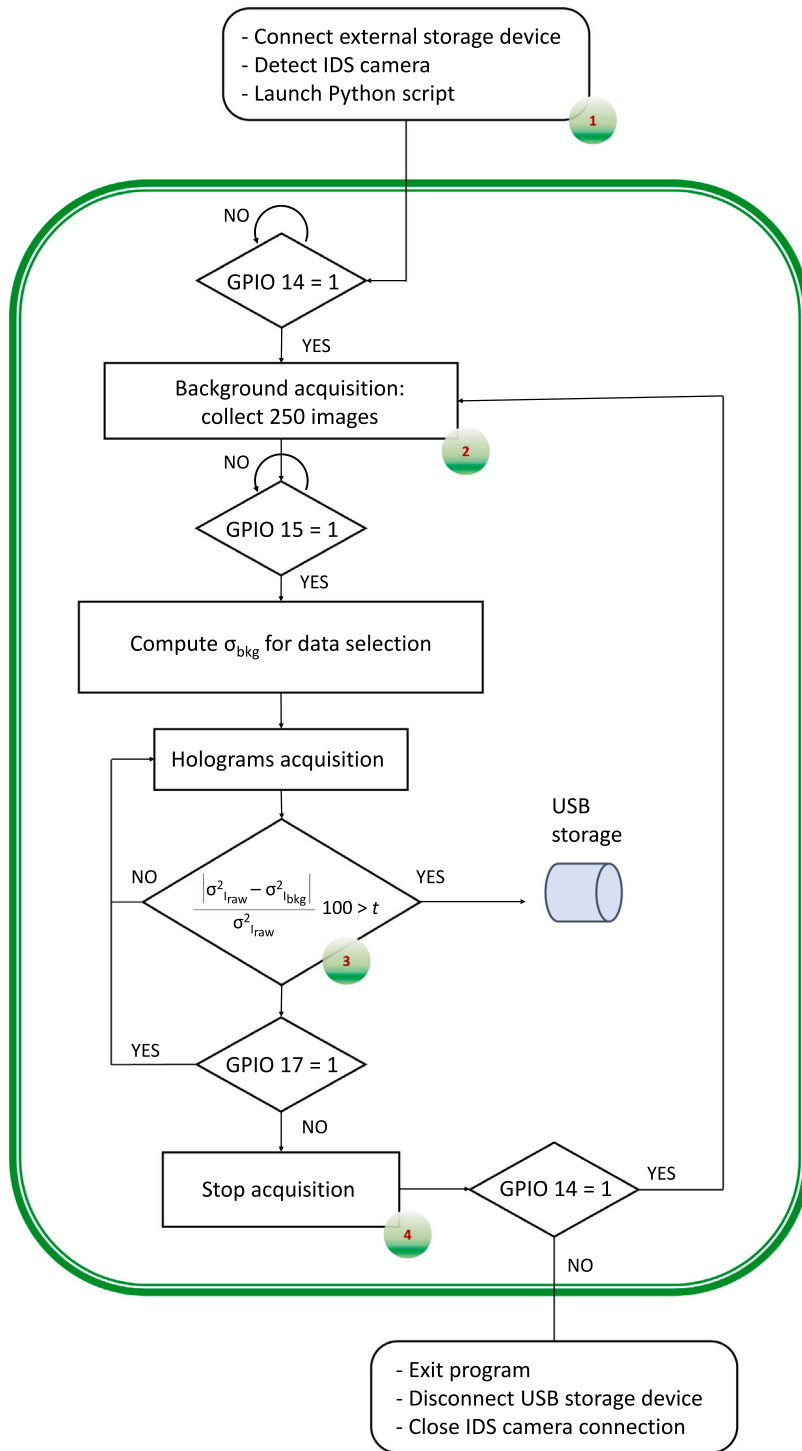 - Connect external storage device
- Detect IDS camera
- Launch Python script
1
NO
GPIO 14 = 1
YES
Background acquisition:
collect 250 images
2
NO
GPIO 15 = 1
YES
Compute σbkg for data selection
Holograms acquisition
USB
storage
NO
YES
|σ²Iraw – σ²Ibkg|
σ²Iraw
100 > t
3
YES
GPIO 17 = 1
NO
Stop acquisition
4
GPIO 14 = 1
YES
NO
- Exit program
- Disconnect USB storage device
- Close IDS camera connection